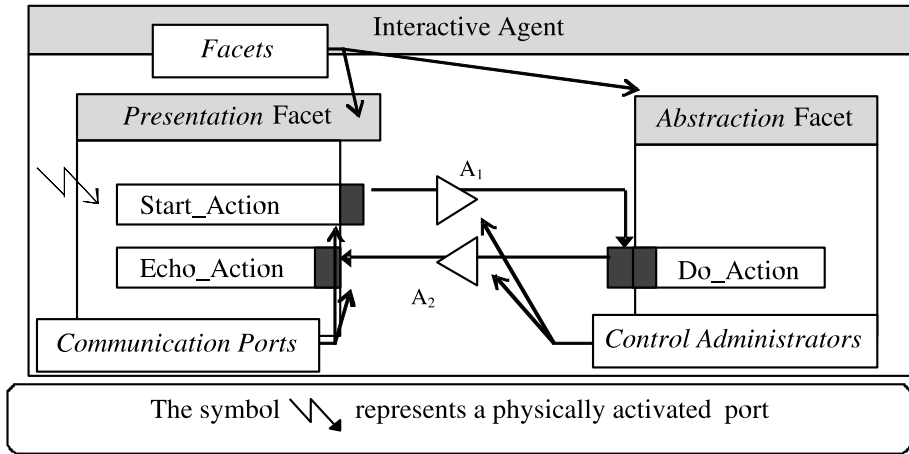 Interactive Agent
Facets
Presentation Facet
Abstraction Facet
A1
Start_Action
Echo_Action
Do_Action
A2
Communication Ports
Control Administrators
The symbol represents a physically activated port